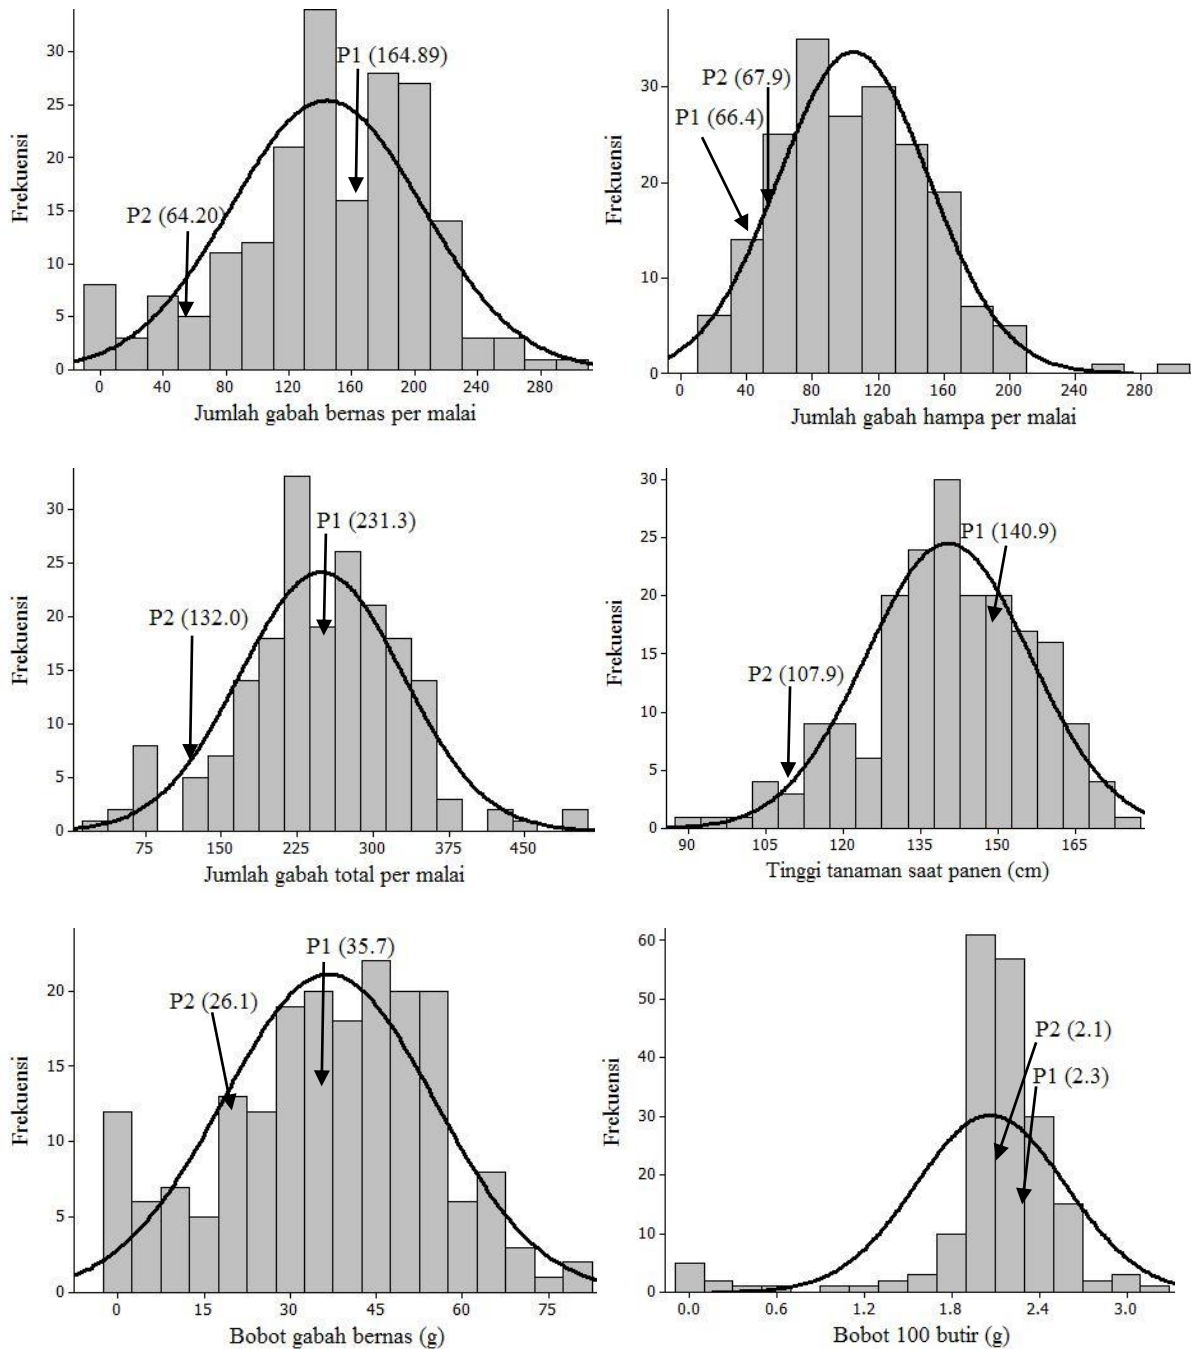 Frekuensi
30
25
20
15
10
5
0
P1 (164.89)
P2 (64.20)
0 40 80 120 160 200 240 280
Jumlah gabah bernas per malai
Frekuensi
30
20
10
0
P2 (67.9)
P1 (66.4)
0 40 80 120 160 200 240 280
Jumlah gabah hampa per malai
Frekuensi
30
25
20
15
10
5
0
P1 (231.3)
P2 (132.0)
75 150 225 300 375 450
Jumlah gabah total per malai
Frekuensi
30
25
20
15
10
5
0
P1 (140.9)
P2 (107.9)
90 105 120 135 150 165
Tinggi tanaman saat panen (cm)
Frekuensi
20
15
10
5
0
P1 (35.7)
P2 (26.1)
0 15 30 45 60 75
Bobot gabah bernas (g)
Frekuensi
60
50
40
30
20
10
0
P2 (2.1)
P1 (2.3)
0.0 0.6 1.2 1.8 2.4 3.0
Bobot 100 butir (g)